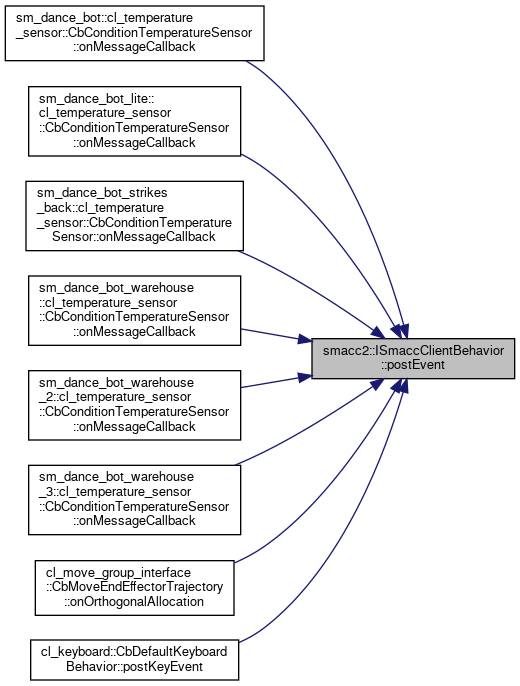 sm_dance_bot::cl_temperature
_sensor::CbConditionTemperatureSensor
::onMessageCallback
sm_dance_bot_lite::
cl_temperature_sensor
::CbConditionTemperatureSensor
::onMessageCallback
sm_dance_bot_strikes
_back::cl_temperature
_sensor::CbConditionTemperature
Sensor::onMessageCallback
sm_dance_bot_warehouse
::cl_temperature_sensor
::CbConditionTemperatureSensor
::onMessageCallback
smacc2::ISmaccClientBehavior
::postEvent
sm_dance_bot_warehouse
_2::cl_temperature_sensor
::CbConditionTemperatureSensor
::onMessageCallback
sm_dance_bot_warehouse
_3::cl_temperature_sensor
::CbConditionTemperatureSensor
::onMessageCallback
cl_move_group_interface
::CbMoveEndEffectorTrajectory
::onOrthogonalAllocation
cl_keyboard::CbDefaultKeyboard
Behavior::postKeyEvent